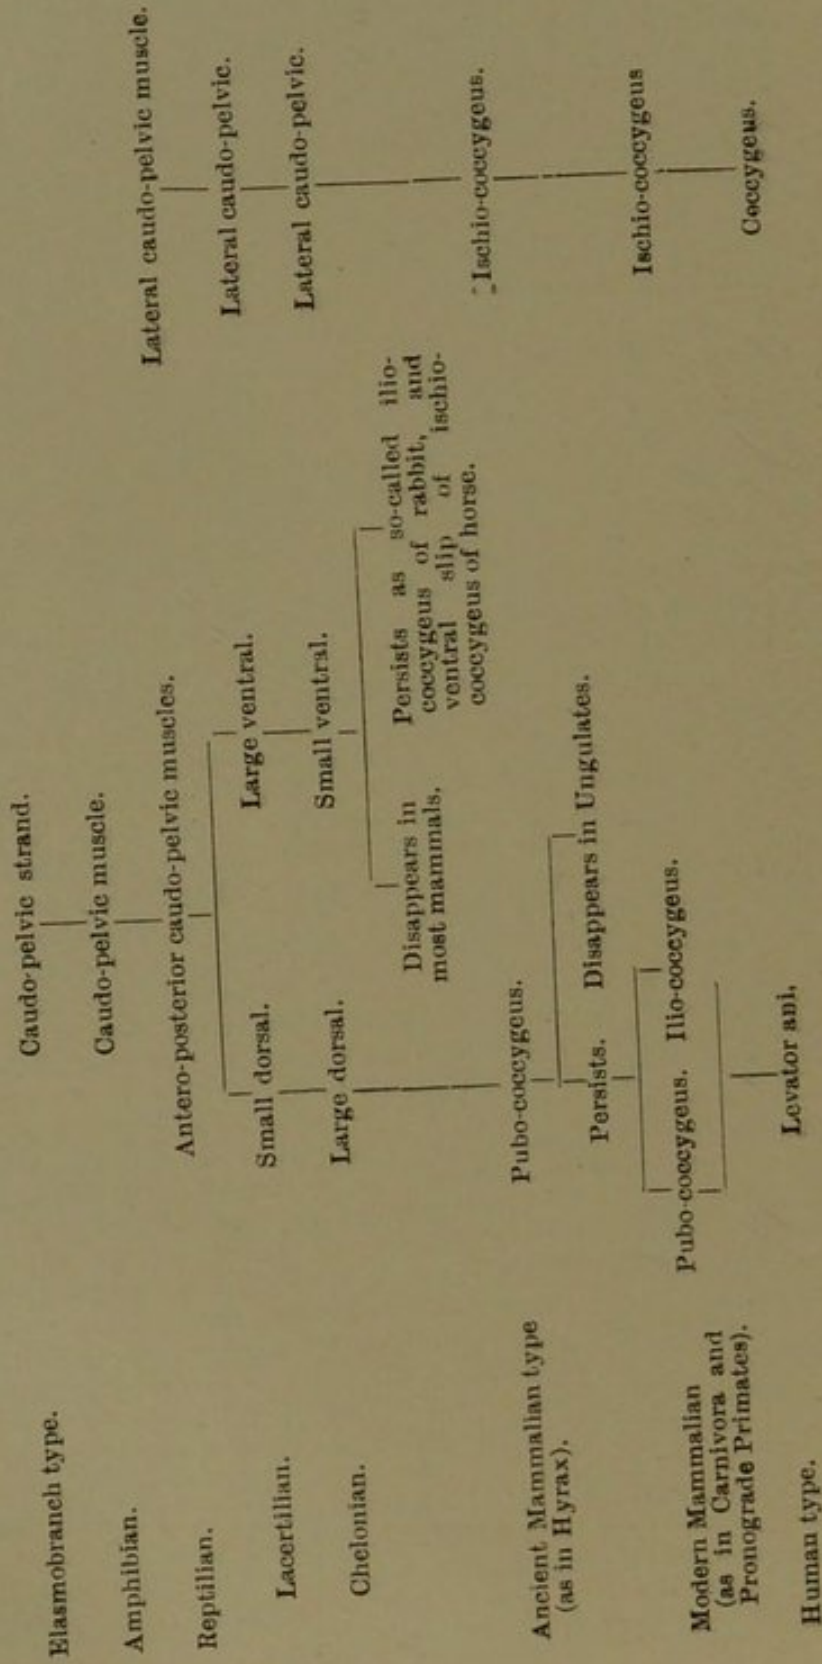 Elasmobranch type.
Caudo-pelvic strand.
Amphibian.
Caudo-pelvic muscle.
Reptilian.
Antero-posterior caudo-pelvic muscles.
Lateral caudo-pelvic muscle.
Lacertilian.
Small dorsal.
Large ventral.
Lateral caudo-pelvic.
Chelonian.
Large dorsal.
Small ventral.
Lateral caudo-pelvic.
Disappears in
most mammals.
Persists as so-called ilio-
coccygeus of rabbit, and
ventral slip of ischio-
coccygeus of horse.
Ancient Mammalian type
(as in Hyrax).
Pubo-coccygeus.
Ischio-coccygeus.
Persists.
Disappears in Ungulates.
Modern Mammalian
(as in Carnivora and
Pronograde Primates).
Pubo-coccygeus.
Ilio-coccygeus.
Ischio-coccygeus
Human type.
Levator ani.
Coccygeus.